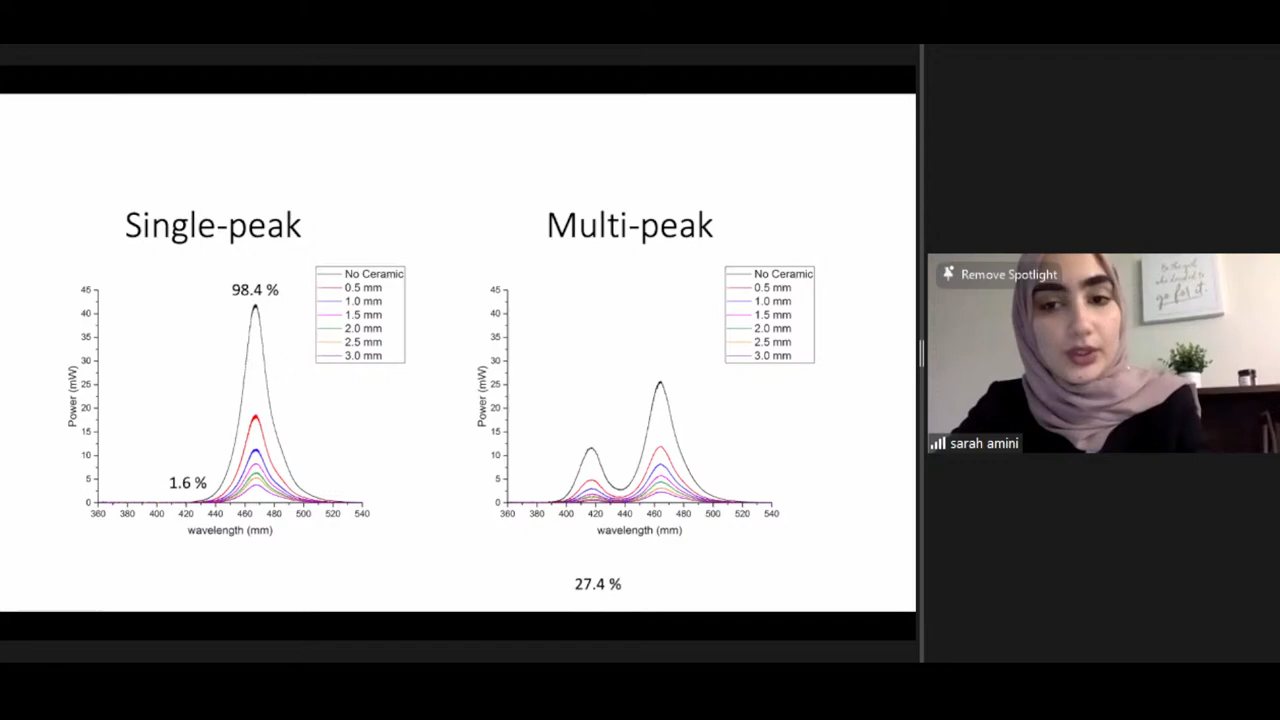 Single-peak
Multi-peak
No Ceramic
0.5 mm
1.0 mm
1.5 mm
2.0 mm
2.5 mm
3.0 mm
98.4 %
1.6 %
45
40
35
30
25
20
15
10
5
0
Power (mW)
360 380 400 420 440 460 480 500 520 540
wavelength (mm)
No Ceramic
0.5 mm
1.0 mm
1.5 mm
2.0 mm
2.5 mm
3.0 mm
45
40
35
30
25
20
15
10
5
0
Power (mW)
360 380 400 420 440 460 480 500 520 540
wavelength (mm)
27.4 %
Remove Spotlight
go for it.
sarah amini